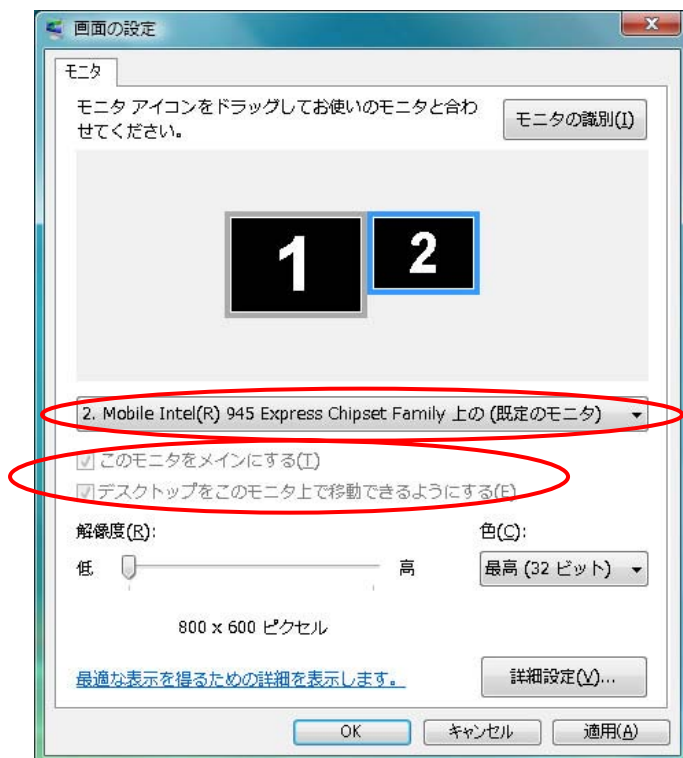 画面の設定
モニタ
モニタ アイコンをドラッグしてお使いのモニタと合わ
せてください。
モニタの識別(I)
1
2
2. Mobile Intel(R) 945 Express Chipset Family 上の (既定のモニタ)
このモニタをメインにする(T)
デスクトップをこのモニタ上で移動できるようにする(E)
解像度(R):
色(C):
低
高
最高 (32 ビット)
800 x 600 ピクセル
最適な表示を得るための詳細を表示します。
詳細設定(V)...
OK
キャンセル
適用(A)